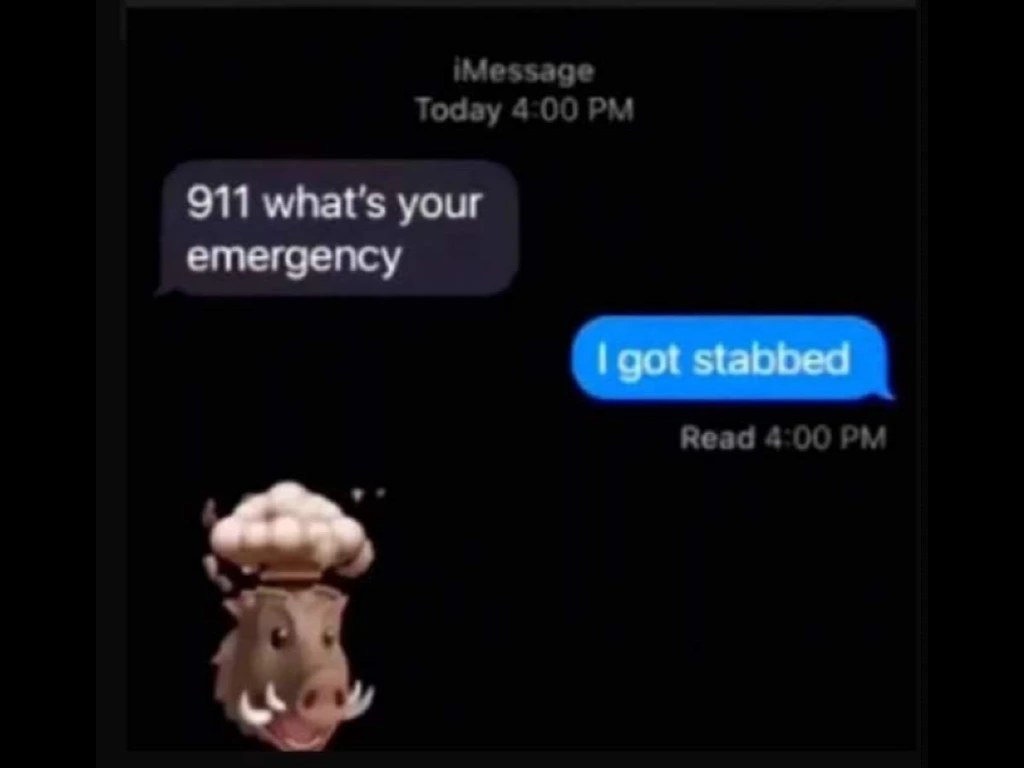 iMessage
Today 4:00 PM
911 what's your
emergency
I got stabbed
Read 4:00 PM